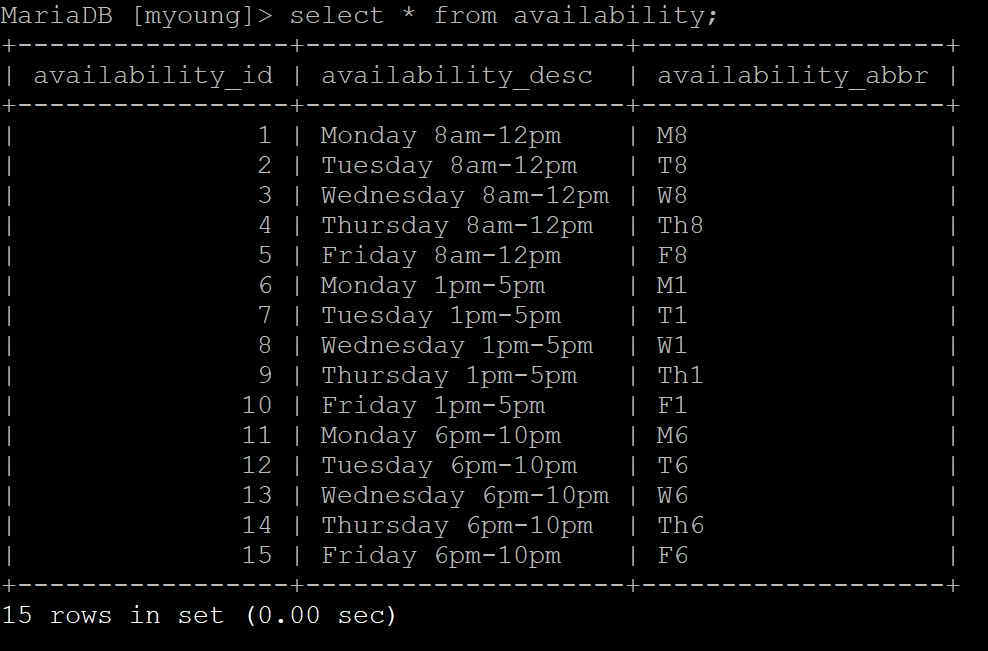 MariaDB [myoung]> select * from availability;
+-----------------+--------------------+-------------------+
| availability_id | availability_desc  | availability_abbr |
+-----------------+--------------------+-------------------+
|               1 | Monday 8am-12pm    | M8                |
|               2 | Tuesday 8am-12pm   | T8                |
|               3 | Wednesday 8am-12pm | W8                |
|               4 | Thursday 8am-12pm  | Th8               |
|               5 | Friday 8am-12pm    | F8                |
|               6 | Monday 1pm-5pm     | M1                |
|               7 | Tuesday 1pm-5pm    | T1                |
|               8 | Wednesday 1pm-5pm  | W1                |
|               9 | Thursday 1pm-5pm   | Th1               |
|              10 | Friday 1pm-5pm     | F1                |
|              11 | Monday 6pm-10pm    | M6                |
|              12 | Tuesday 6pm-10pm   | T6                |
|              13 | Wednesday 6pm-10pm | W6                |
|              14 | Thursday 6pm-10pm  | Th6               |
|              15 | Friday 6pm-10pm    | F6                |
+-----------------+--------------------+-------------------+
15 rows in set (0.00 sec)